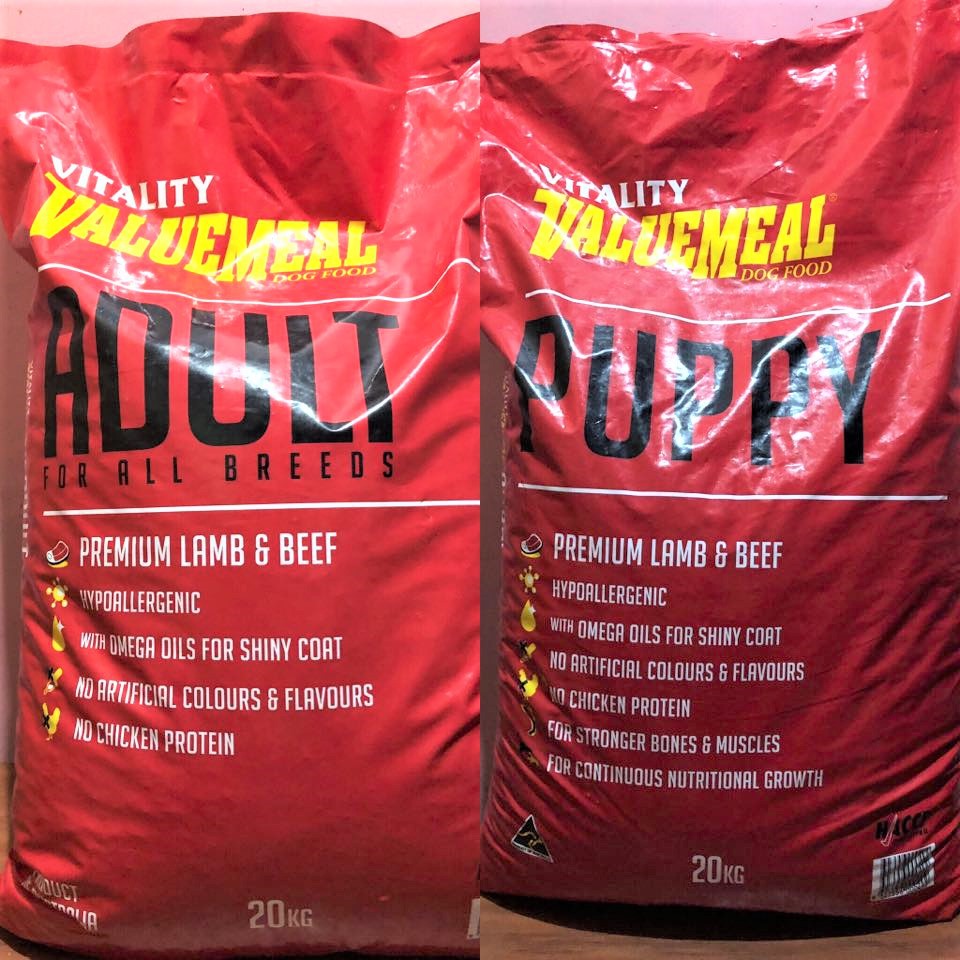 VITALITY
VALUEMEAL
DOG FOOD
ADULT
FOR ALL BREEDS
PREMIUM LAMB & BEEF
HYPOALLERGENIC
WITH OMEGA OILS FOR SHINY COAT
NO ARTIFICIAL COLOURS & FLAVOURS
NO CHICKEN PROTEIN
20KG
VITALITY
VALUEMEAL®
DOG FOOD
PUPPY
PREMIUM LAMB & BEEF
HYPOALLERGENIC
WITH OMEGA OILS FOR SHINY COAT
NO ARTIFICIAL COLOURS & FLAVOURS
NO CHICKEN PROTEIN
FOR STRONGER BONES & MUSCLES
FOR CONTINUOUS NUTRITIONAL GROWTH
HACCP
20KG